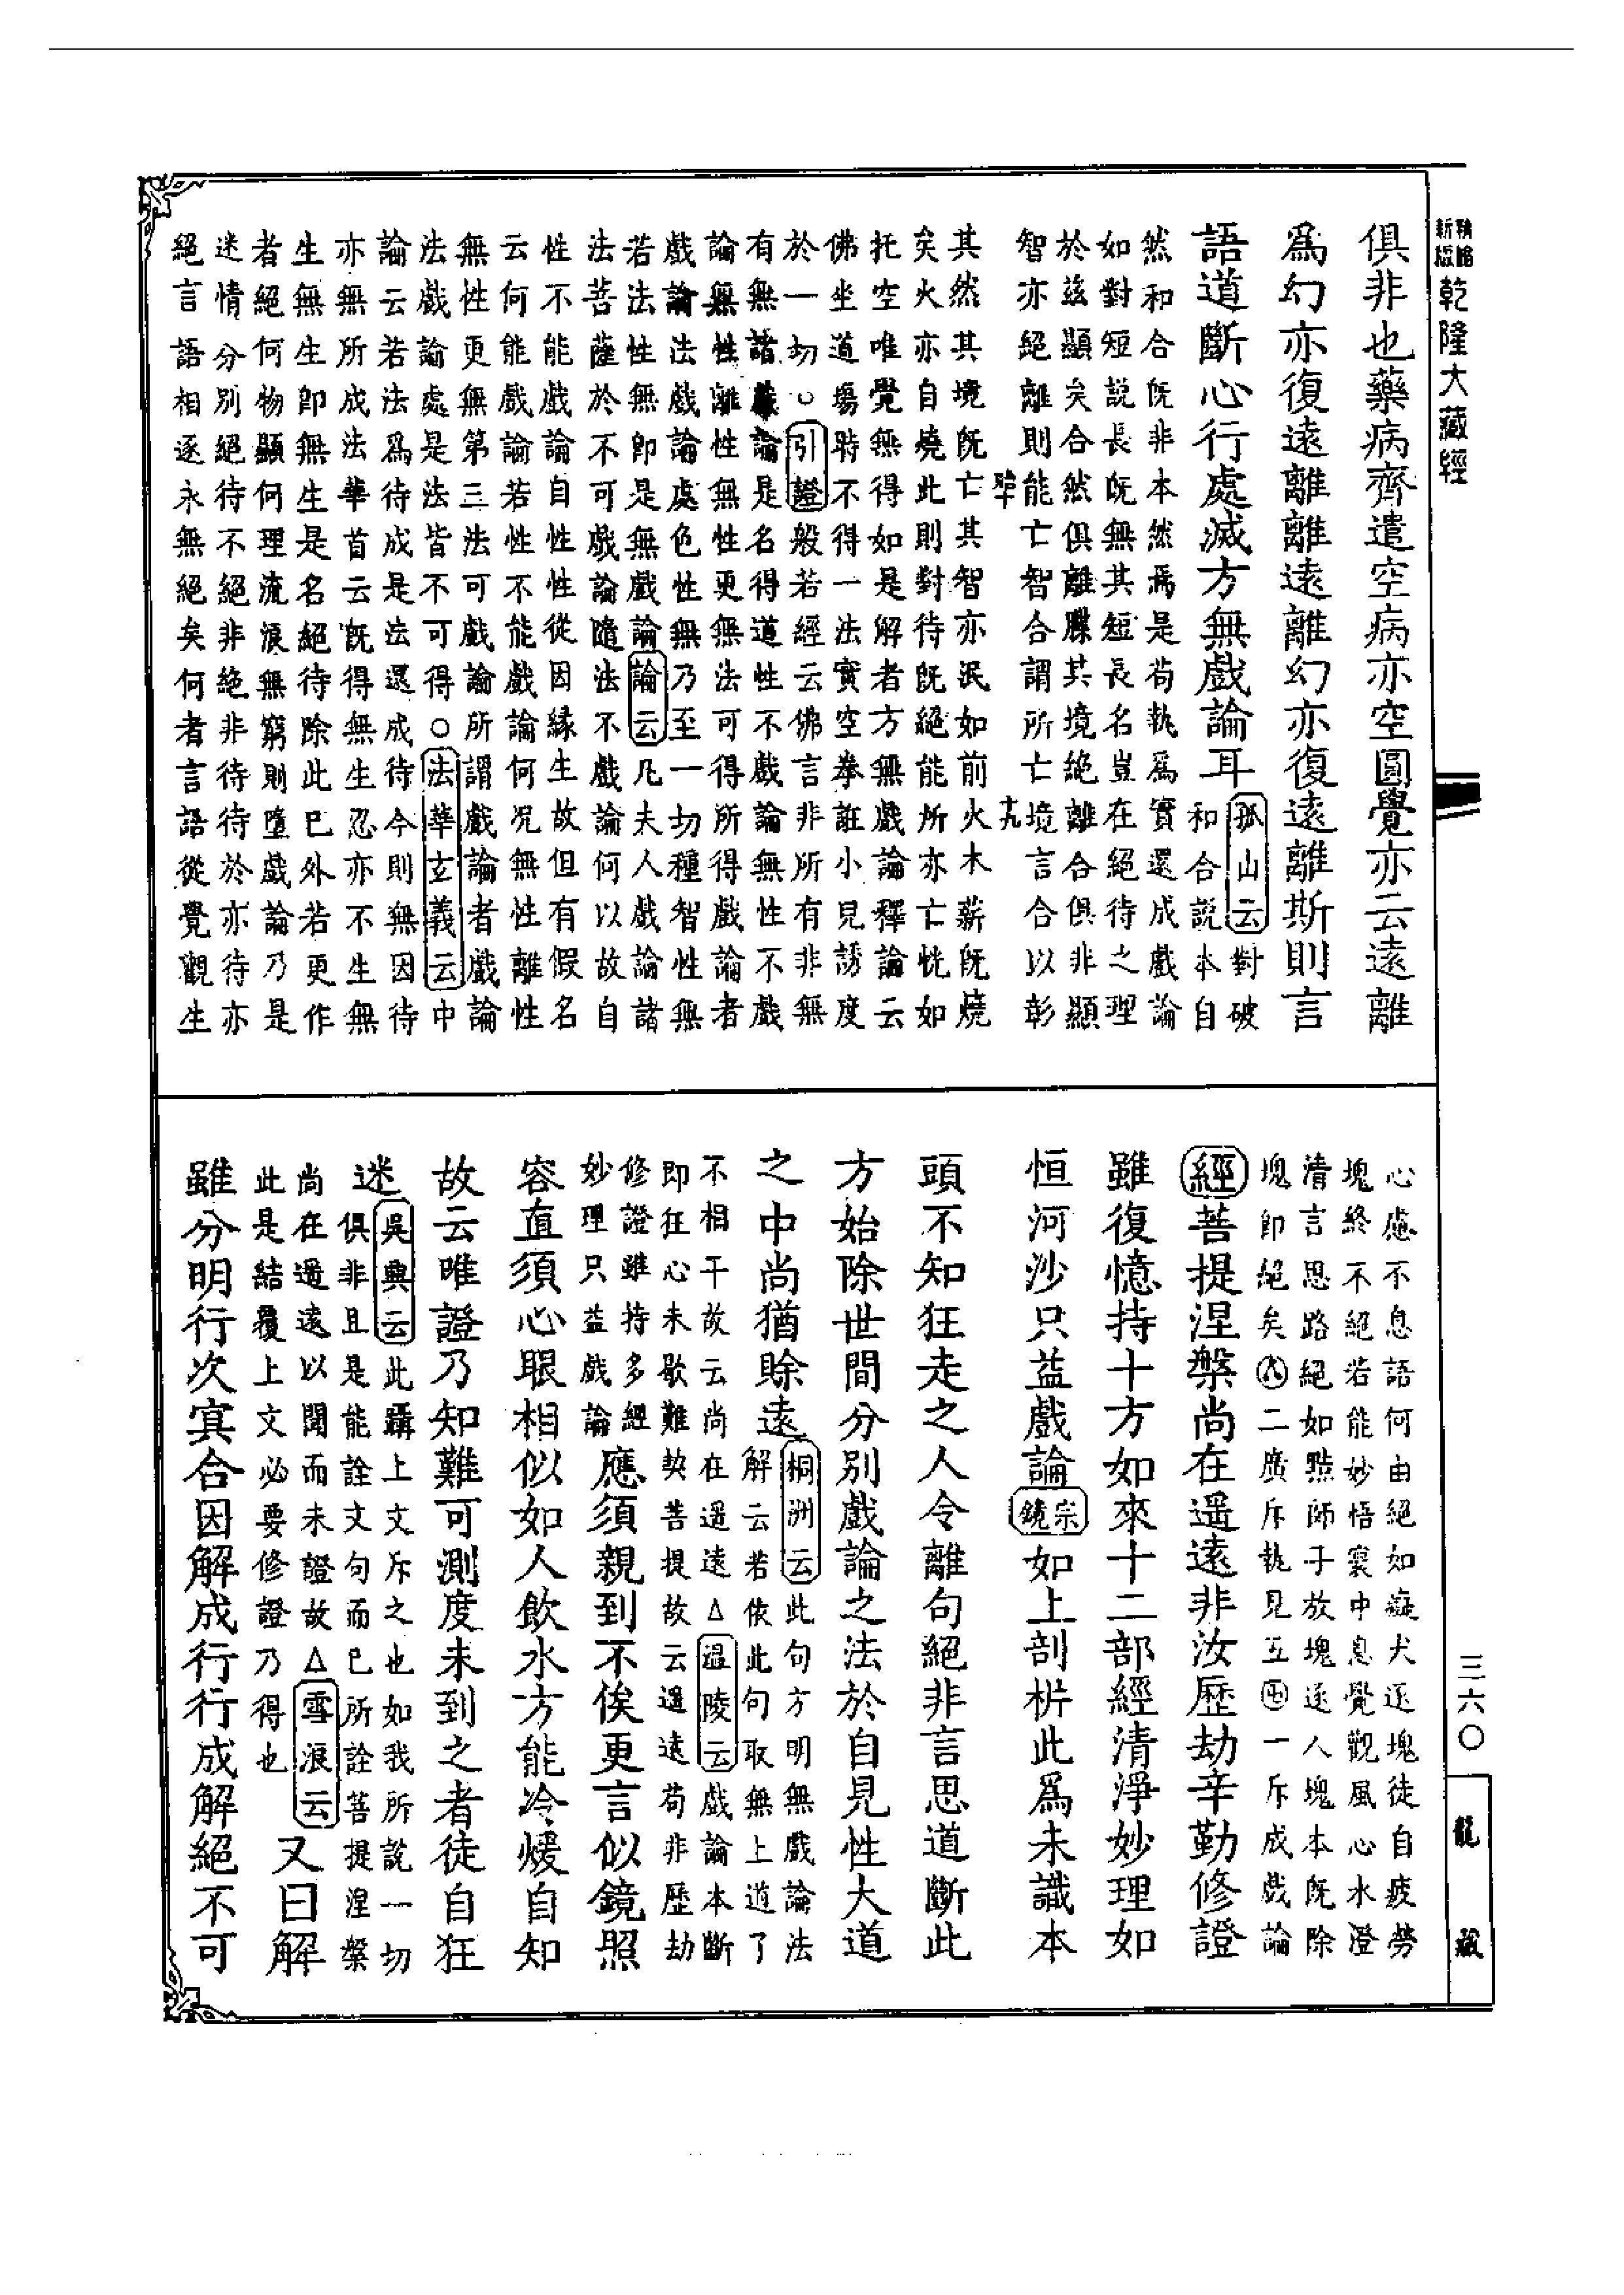 精縮
新版
乾隆大藏經
俱非也藥病齊遣空病亦空圓覺亦云遠離
爲幻亦復遠離離遠離幻亦復遠離斯則言
語道斷心行處滅方無戲論耳
孤山云對破
和合説本自
然和合既非本然焉是苟執爲實還成戲論
如對短説長既無其短長名豈在絕待之理
於兹顯矣合然俱離牒其境絶離合俱非顯
智亦絕離則能亡智合謂所亡境言合以彰
其然其境既亡其智亦泯如前火木薪既燒
矣火亦自燒此則對待既絕能所亦亡恍如
托空唯覺無得如是解者方無戲論釋論云
佛坐道場時不得一法實空拳誑小兒誘度
於一切○引證般若經云佛言非所有非無
有無諸戲論是名得道性不戲論無性不戲
論無性離性無性更無法可得所得戲論者
戲論法戲論處色性無乃至一切種智性無
若法性無即是無戲論論云凡夫人戲論諸
法菩薩於不可戲論隨法不戲論何以故自
性不能戲論自性性從因緣生故但有假名
云何能戲論若性不能戲論何况無性離性
無性更無第三法可戲論所謂戲論者戲論
法戲論處是法皆不可得○法華玄義云中
論云若法爲待成是法還成待今則無因待
亦無所成法華首云既得無生忍亦不生無
生無生即無生是名絕待除此已外若更作
者絕何物顯何理流浪無窮則墮戲論乃是
迷情分別絕待不絕非絕非待待於亦待亦
絕言語相逐永無絕矣何者言語從覺觀生
心慮不息語何由絕如癡犬逐塊徒自疲勞
塊終不絕若能妙悟寰中息覺觀風心水澄
清言思路絕如點師子放塊逐人塊本既除
塊即絕矣㊇二廣斥執見五一斥成戲論
經菩提涅槃尚在遥遠非汝歷劫辛勤修證
雖復憶持十方如來十二部經清淨妙理如
恒河沙只益戲論宗鏡如上剖析此爲未識本
頭不知狂走之人令離句絕非言思道斷此
方始除世間分別戲論之法於自見性大道
之中尚猶賖遠
桐洲云此句方明無戲論法
解云若依此句取無上道了
不相干故云尚在遥遠△溫陵云戲論本斷
即狂心未歇難契菩提故云遥遠苟非歷劫
修證雖持多經
妙理只益戲論
應須親到不俟更言似鏡照
容直須心眼相似如人飲水方能冷煖自知
故云唯證乃知難可測度未到之者徒自狂
迷
吳興云此躡上文斥之也如我所説一切
俱非且是能詮文句而已所詮菩提涅槃
尚在遥遠以聞而未證故△雪浪云
此是結覆上文必要修證乃得也
又曰解
雖分明行次㝠合因解成行行成解絕不可
三六〇
龍藏